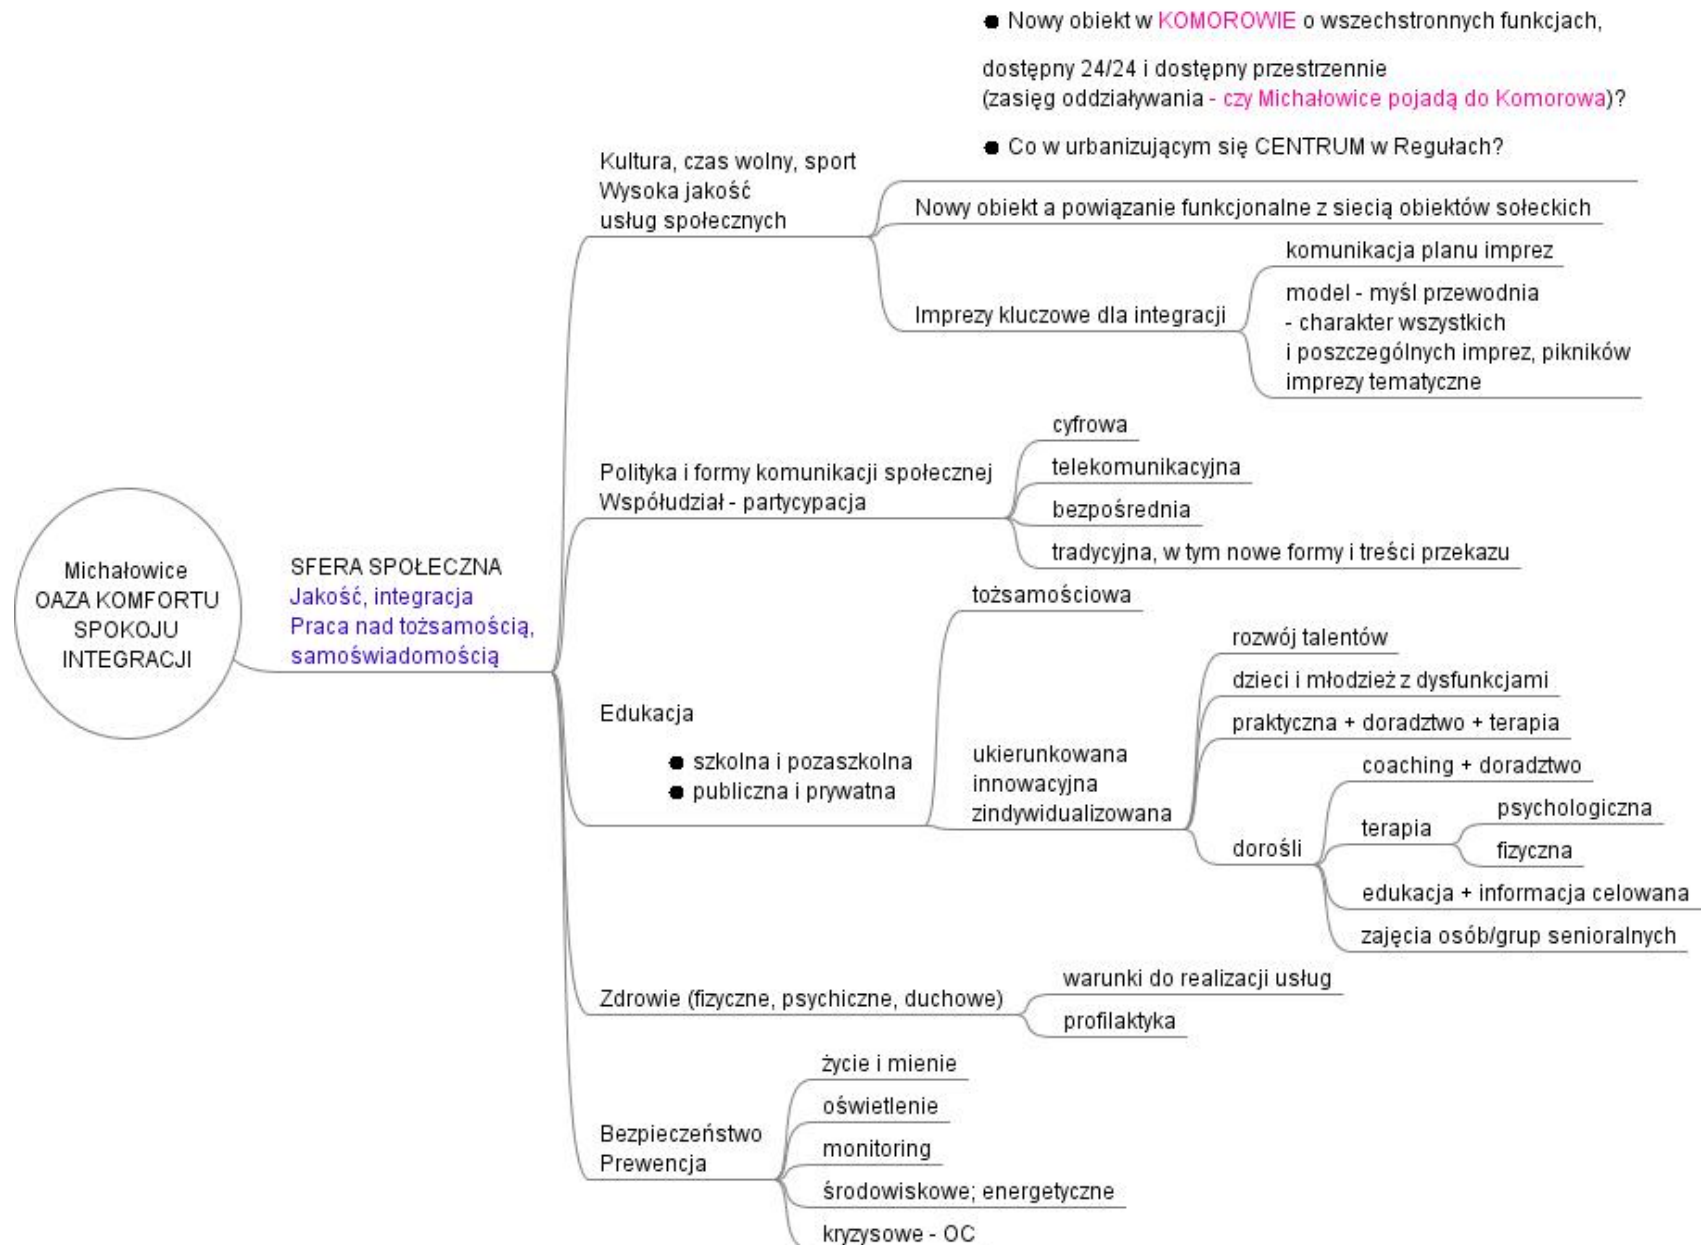 ● Nowy obiekt w KOMOROWIE o wszechstronnych funkcjach,
dostępny 24/24 i dostępny przestrzennie
(zasięg oddziaływania - czy Michałowice pojadą do Komorowa)?
● Co w urbanizującym się CENTRUM w Regułach?
Kultura, czas wolny, sport
Wysoka jakość
usług społecznych
Nowy obiekt a powiązanie funkcjonalne z siecią obiektów sołeckich
Imprezy kluczowe dla integracji
komunikacja planu imprez
model - myśl przewodnia
- charakter wszystkich
i poszczególnych imprez, pikników
imprezy tematyczne
Polityka i formy komunikacji społecznej
Współudział - partycypacja
cyfrowa
telekomunikacyjna
bezpośrednia
tradycyjna, w tym nowe formy i treści przekazu
Michałowice
OAZA KOMFORTU
SPOKOJU
INTEGRACJI
SFERA SPOŁECZNA
Jakość, integracja
Praca nad tożsamością,
samoświadomością
Edukacja
● szkolna i pozaszkolna
● publiczna i prywatna
tożsamościowa
ukierunkowana
innowacyjna
zindywidualizowana
rozwój talentów
dzieci i młodzież z dysfunkcjami
praktyczna + doradztwo + terapia
dorośli
coaching + doradztwo
terapia
psychologiczna
fizyczna
edukacja + informacja celowana
zajęcia osób/grup senioralnych
Zdrowie (fizyczne, psychiczne, duchowe)
warunki do realizacji usług
profilaktyka
Bezpieczeństwo
Prewencja
życie i mienie
oświetlenie
monitoring
środowiskowe; energetyczne
kryzysowe - OC